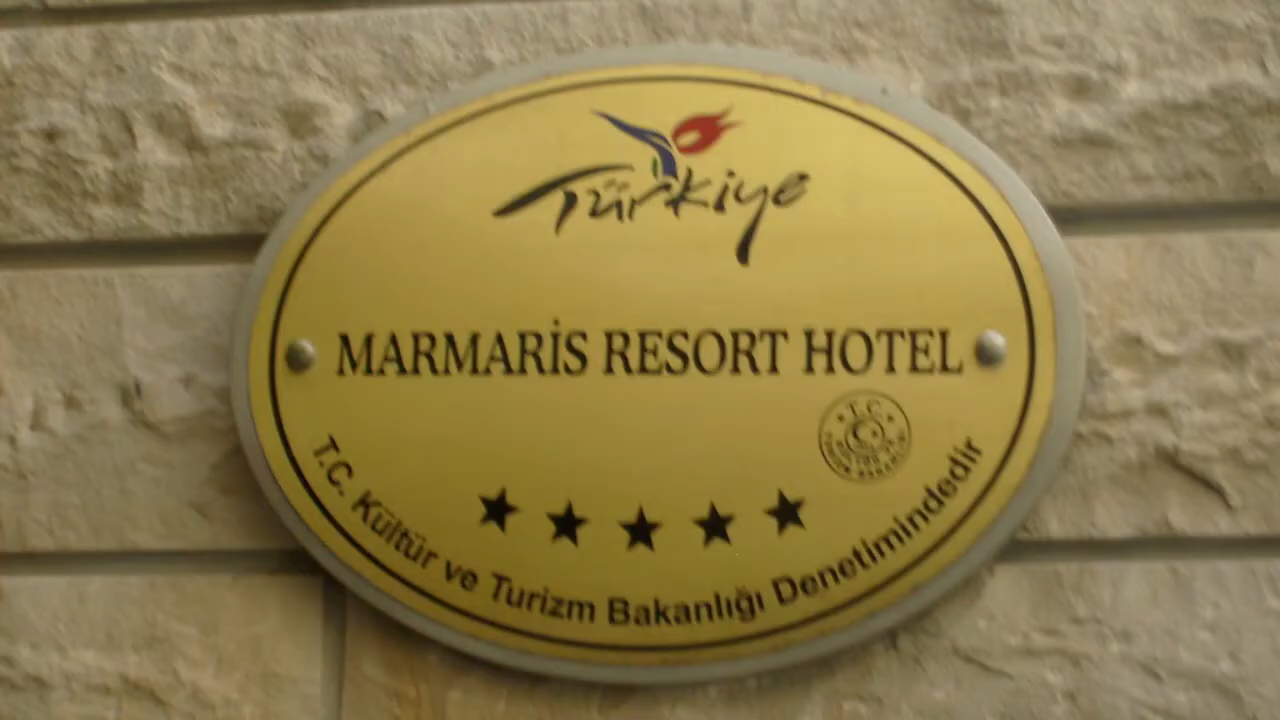 Türkiye
MARMARİS RESORT HOTEL
T.C.
T.C. Kültür ve Turizm Bakanlığı Denetimindedir